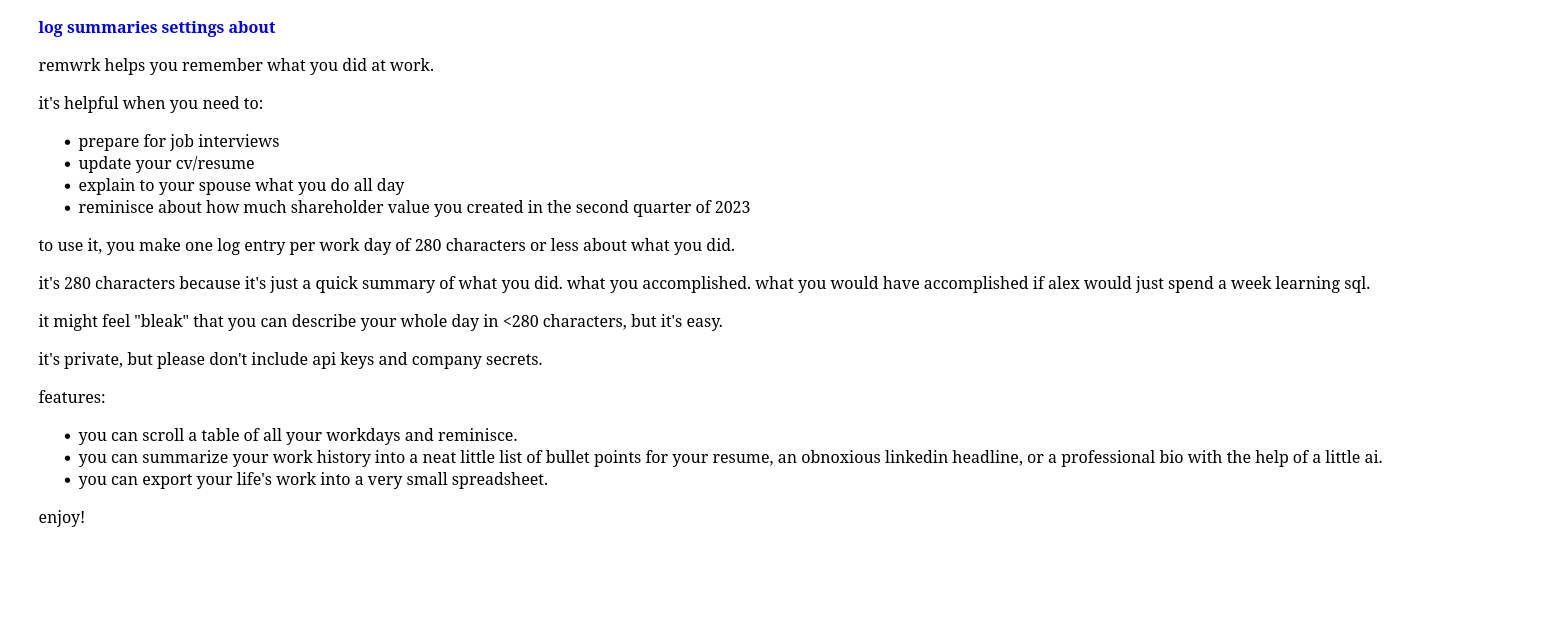 log summaries settings about
remwrk helps you remember what you did at work.
it's helpful when you need to:
• prepare for job interviews
• update your cv/resume
• explain to your spouse what you do all day
• reminisce about how much shareholder value you created in the second quarter of 2023
to use it, you make one log entry per work day of 280 characters or less about what you did.
it's 280 characters because it's just a quick summary of what you did. what you accomplished. what you would have accomplished if alex would just spend a week learning sql.
it might feel "bleak" that you can describe your whole day in <280 characters, but it's easy.
it's private, but please don't include api keys and company secrets.
features:
• you can scroll a table of all your workdays and reminisce.
• you can summarize your work history into a neat little list of bullet points for your resume, an obnoxious linkedin headline, or a professional bio with the help of a little ai.
• you can export your life's work into a very small spreadsheet.
enjoy!